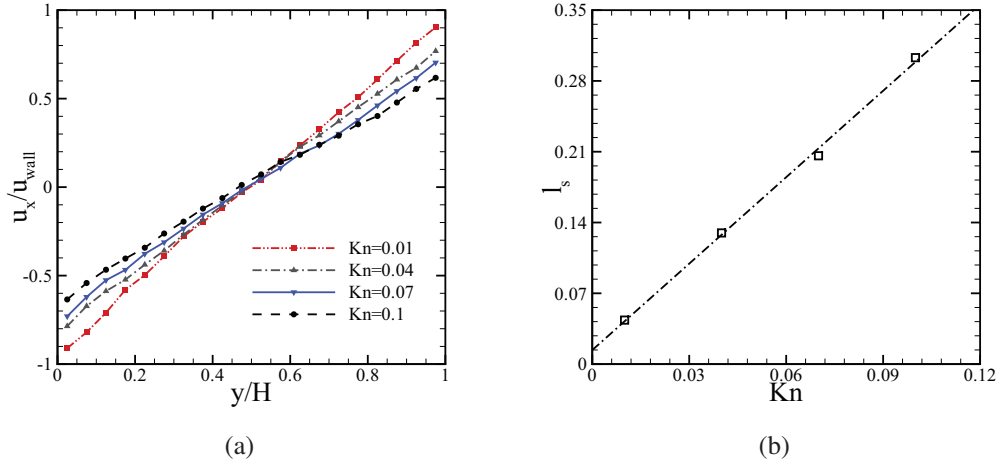 1
0.5
0
-0.5
-1
u_x/u_wall
0 0.2 0.4 0.6 0.8 1
y/H
Kn=0.01
Kn=0.04
Kn=0.07
Kn=0.1
(a)
0.35
0.28
0.21
0.14
0.07
l_s
0 0.03 0.06 0.09 0.12
Kn
(b)